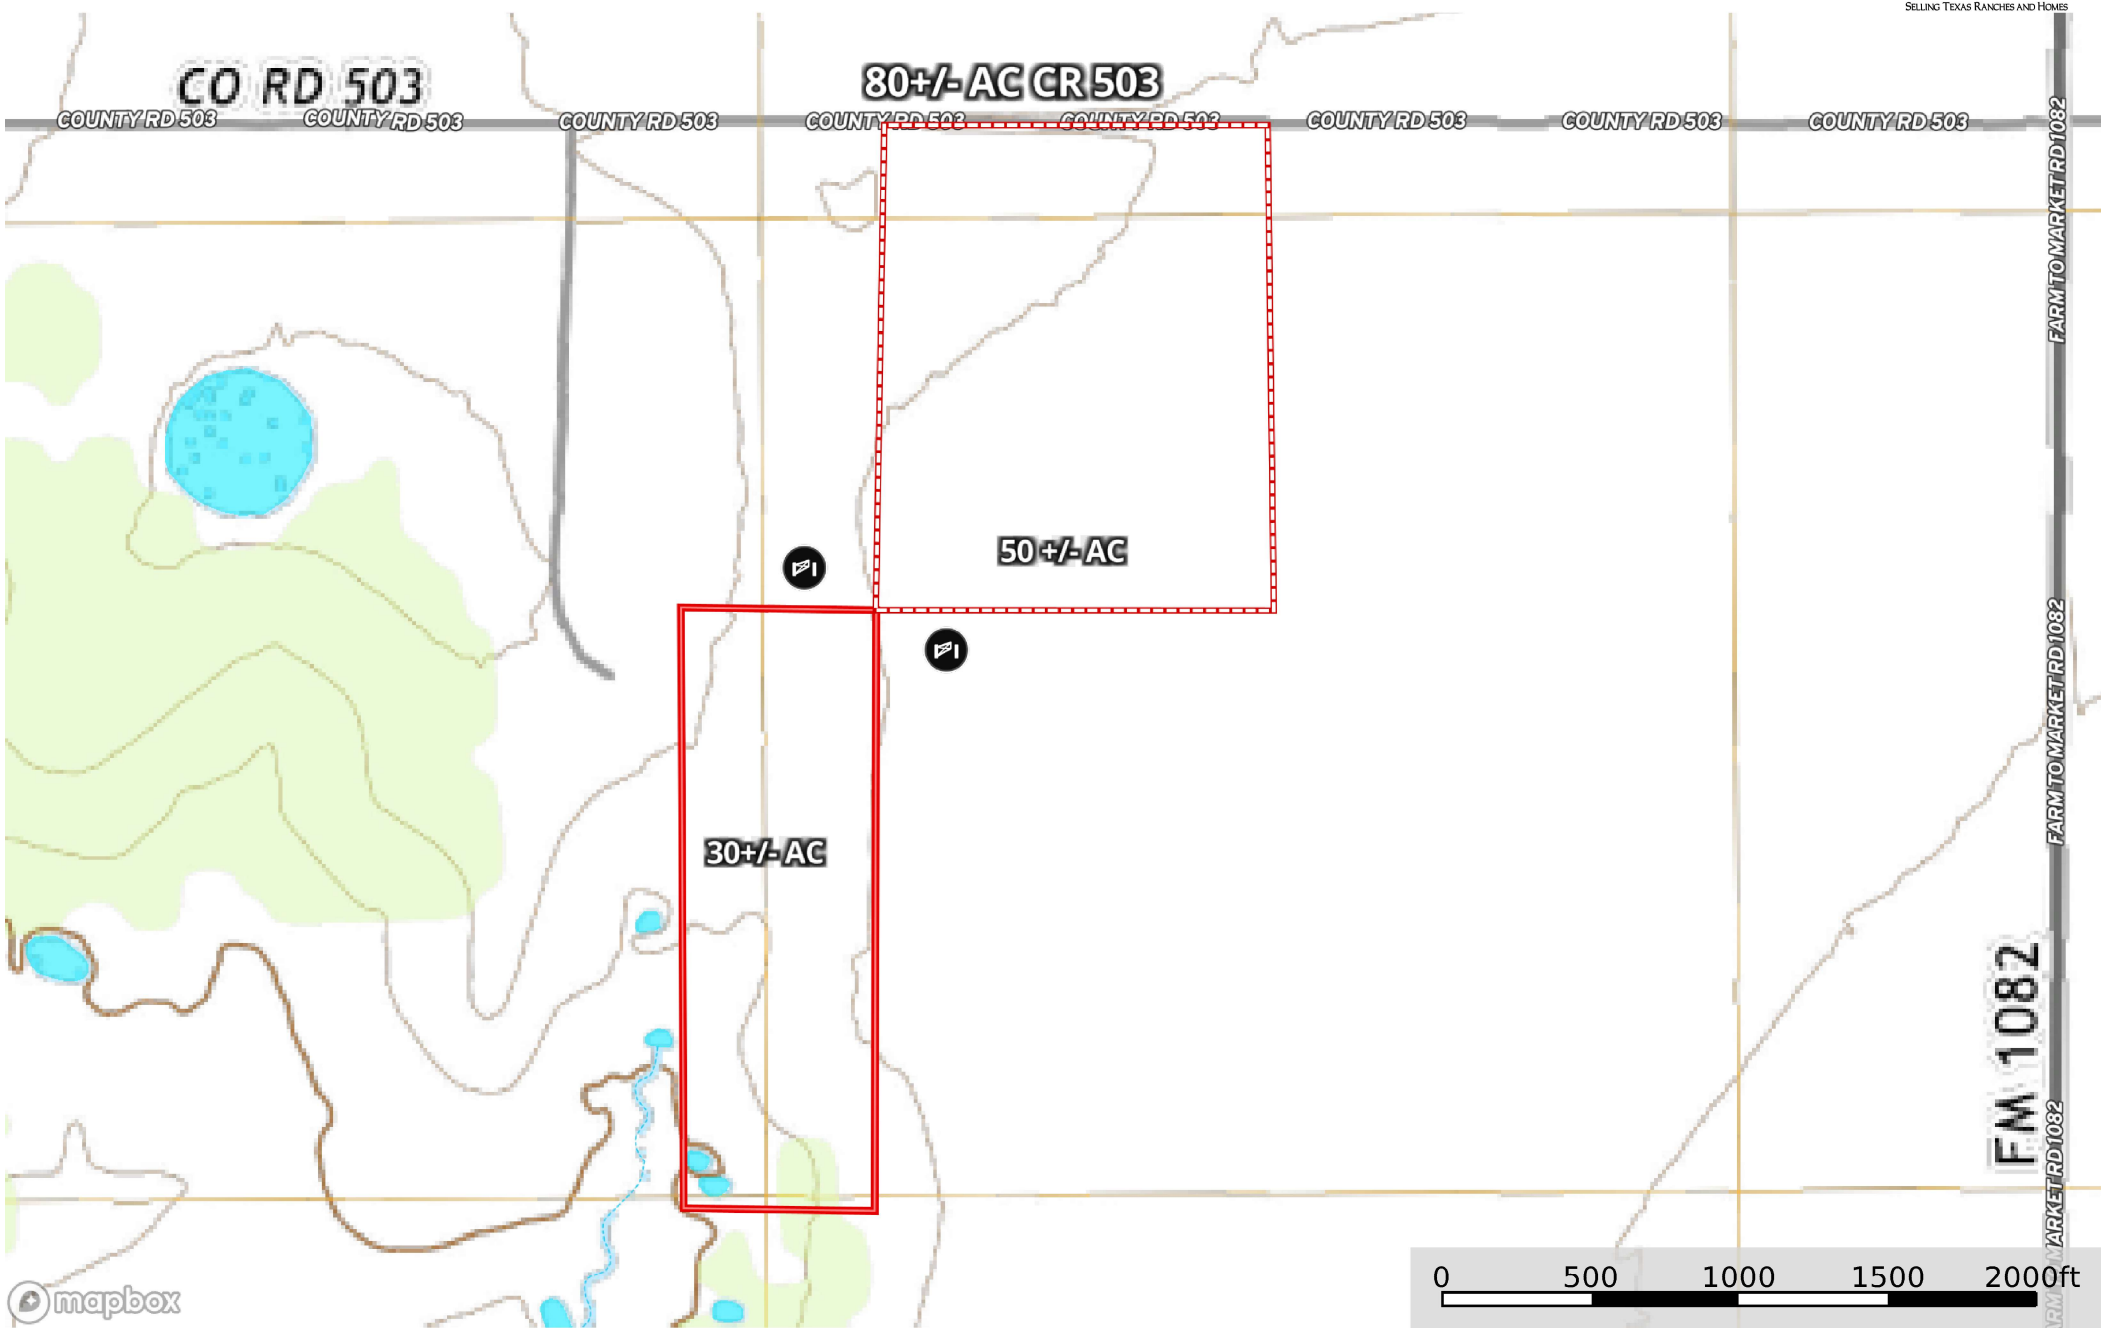 SELLING TEXAS RANCHES AND HOMES
CO RD 503
80+/- AC CR 503
COUNTY RD 503
COUNTY RD 503
COUNTY RD 503
COUNTY RD 503
COUNTY RD 503
COUNTY RD 503
COUNTY RD 503
COUNTY RD 503
FARM TO MARKET RD 1082
50 +/- AC
FARM TO MARKET RD 1082
30+/- AC
FM 1082
FARM TO MARKET RD 1082
0 500 1000 1500 2000ft
mapbox